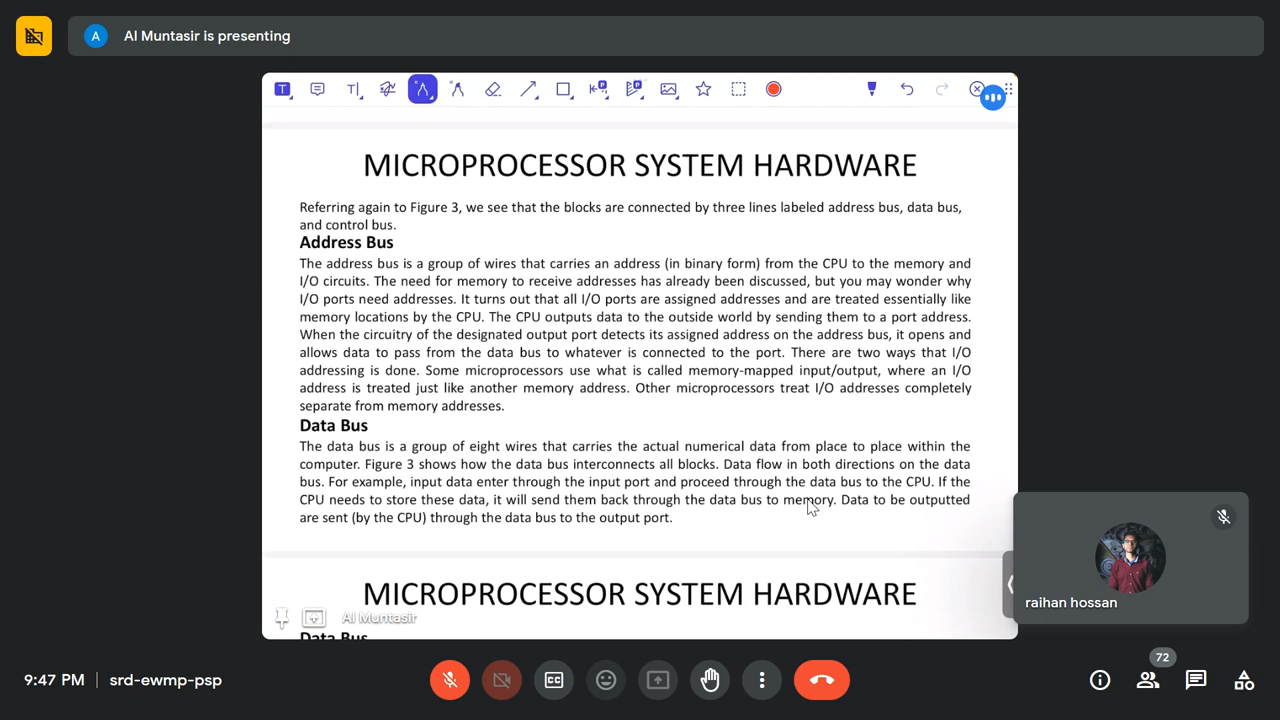 A
Al Muntasir is presenting
MICROPROCESSOR SYSTEM HARDWARE
Referring again to Figure 3, we see that the blocks are connected by three lines labeled address bus, data bus,
and control bus.
Address Bus
The address bus is a group of wires that carries an address (in binary form) from the CPU to the memory and
I/O circuits. The need for memory to receive addresses has already been discussed, but you may wonder why
I/O ports need addresses. It turns out that all I/O ports are assigned addresses and are treated essentially like
memory locations by the CPU. The CPU outputs data to the outside world by sending them to a port address.
When the circuitry of the designated output port detects its assigned address on the address bus, it opens and
allows data to pass from the data bus to whatever is connected to the port. There are two ways that I/O
addressing is done. Some microprocessors use what is called memory-mapped input/output, where an I/O
address is treated just like another memory address. Other microprocessors treat I/O addresses completely
separate from memory addresses.
Data Bus
The data bus is a group of eight wires that carries the actual numerical data from place to place within the
computer. Figure 3 shows how the data bus interconnects all blocks. Data flow in both directions on the data
bus. For example, input data enter through the input port and proceed through the data bus to the CPU. If the
CPU needs to store these data, it will send them back through the data bus to memory. Data to be outputted
are sent (by the CPU) through the data bus to the output port.
MICROPROCESSOR SYSTEM HARDWARE
Al Muntasir
Data Bus
raihan hossan
9:47 PM | srd-ewmp-psp
72